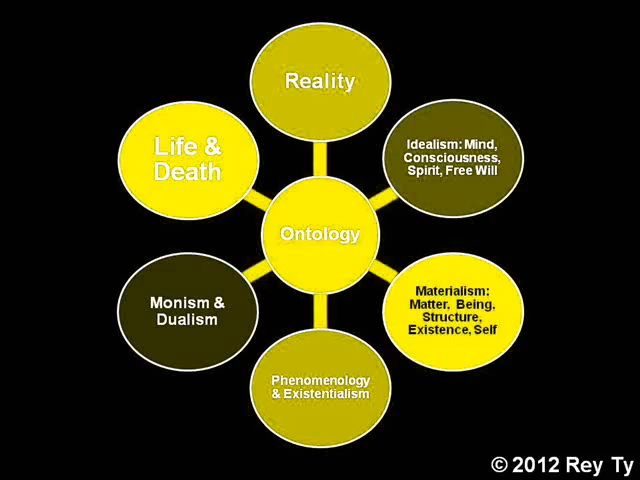 Reality
Idealism: Mind,
Consciousness,
Spirit, Free Will
Life &
Death
Ontology
Materialism:
Matter, Being,
Structure,
Existence, Self
Monism &
Dualism
Phenomenology
& Existentialism
© 2012 Rey Ty